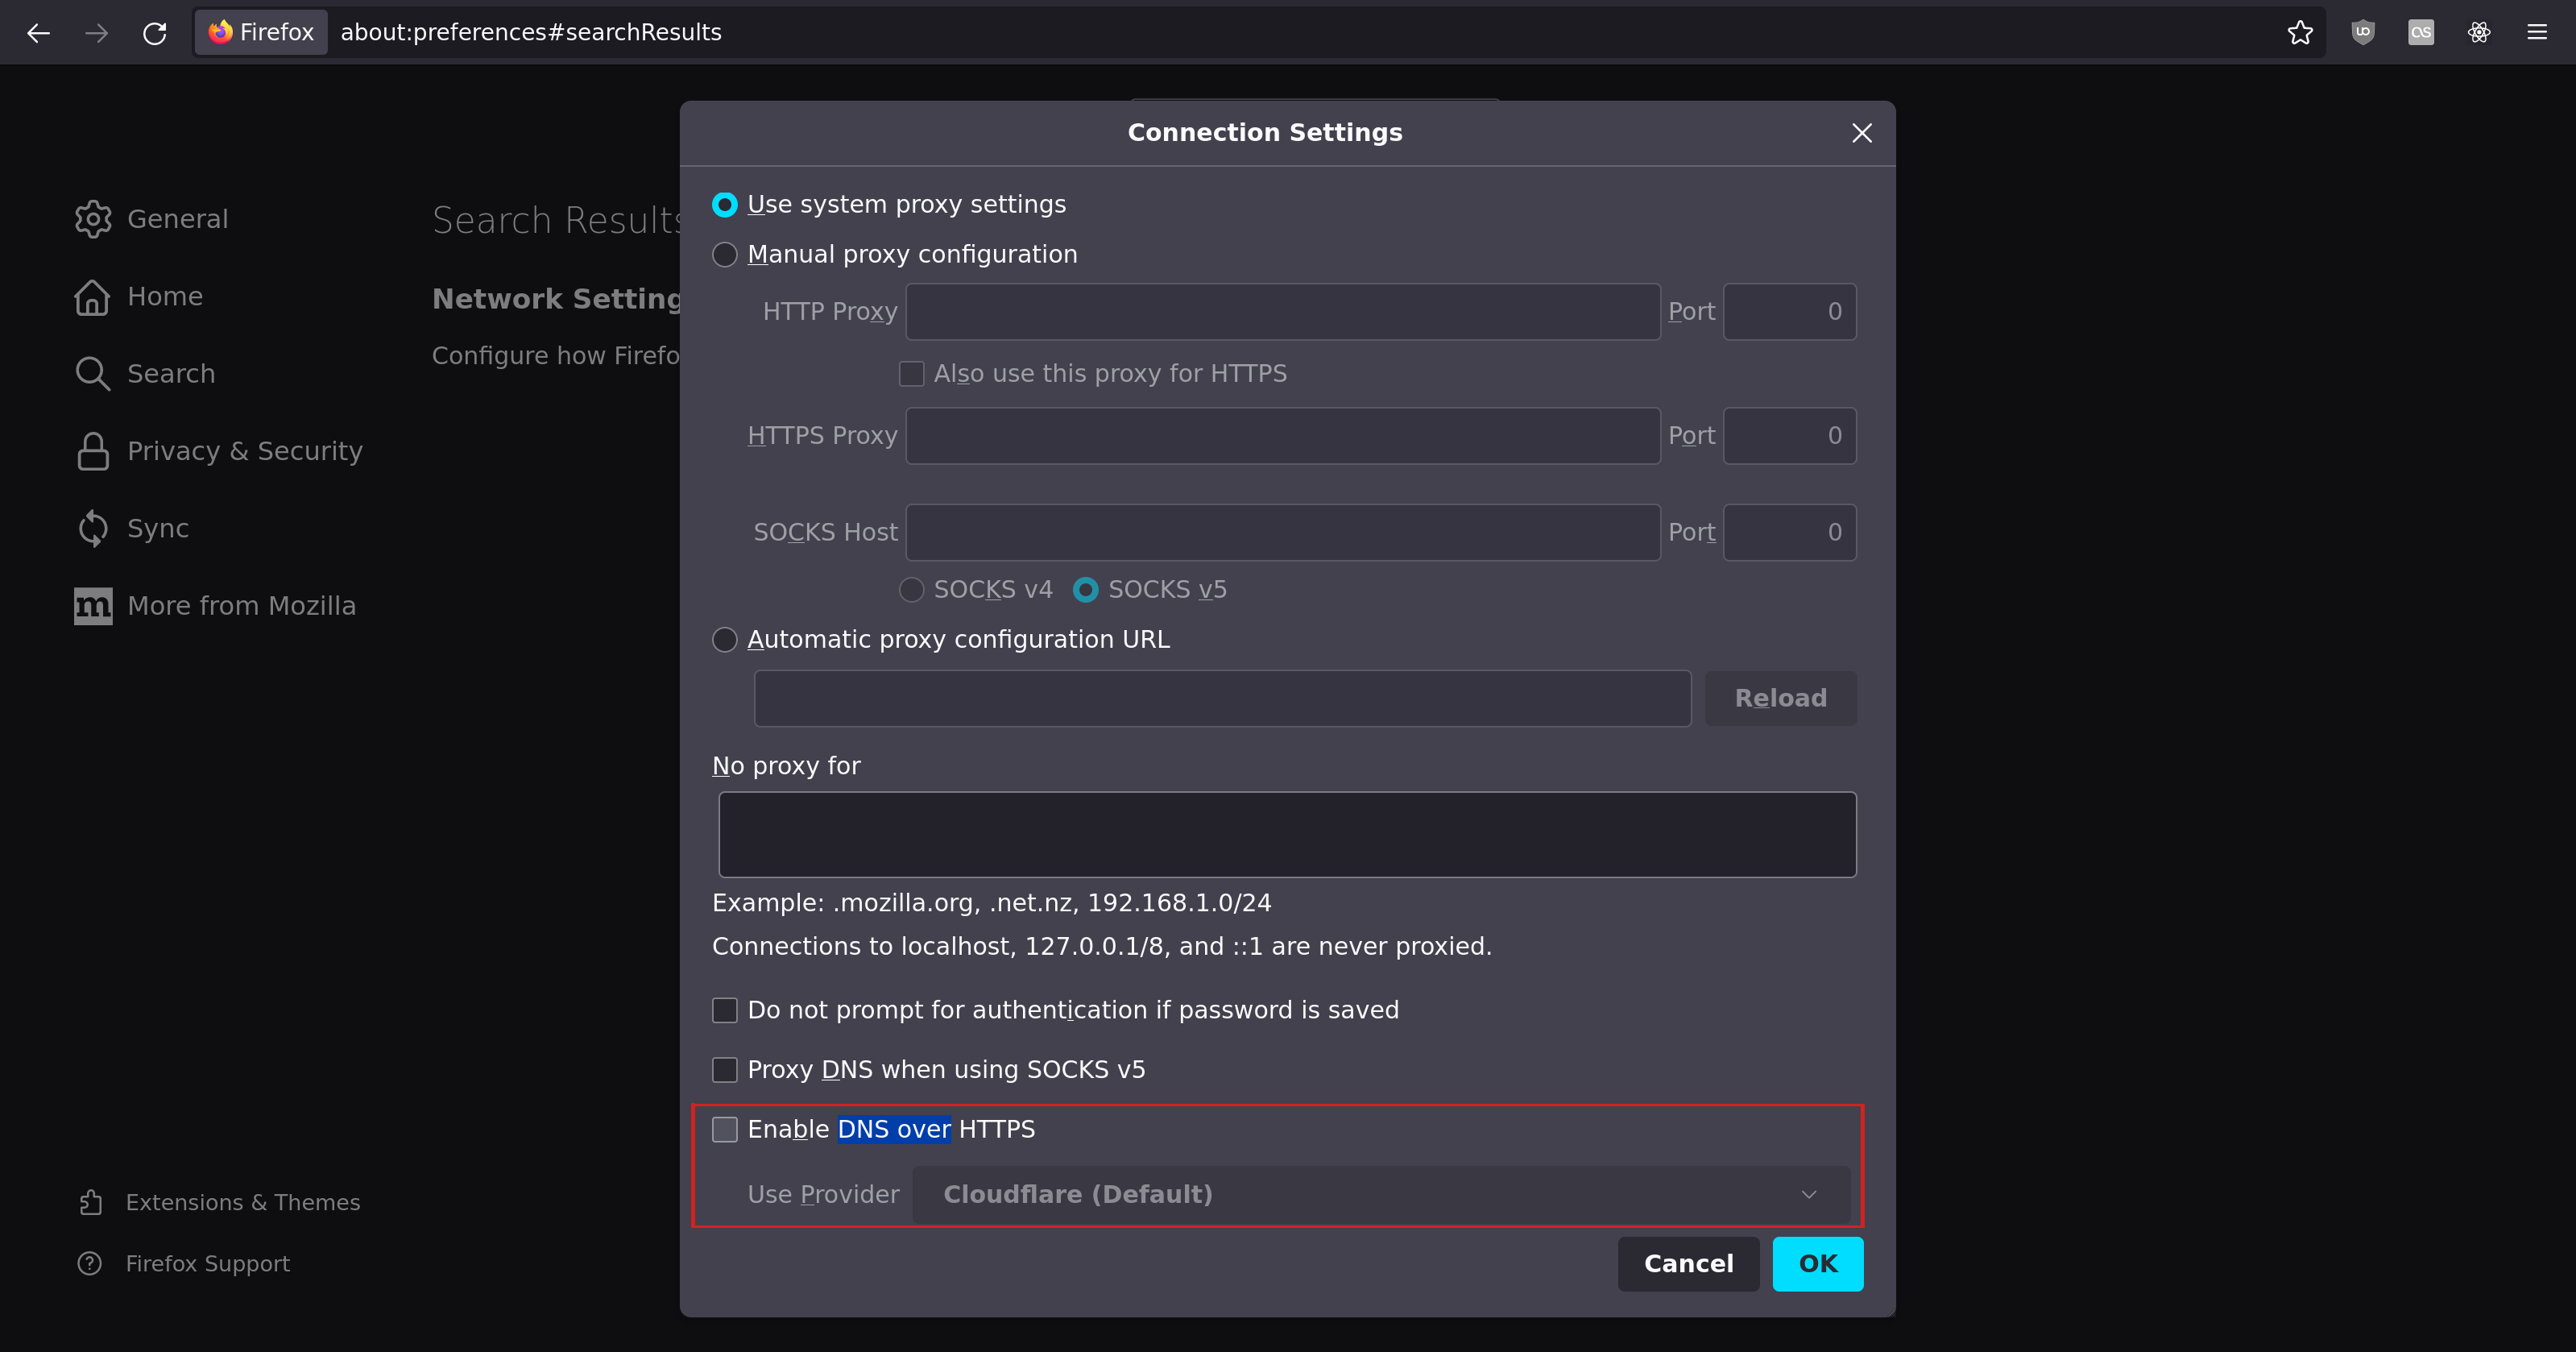 Firefox about:preferences#searchResults
Connection Settings
General
Home
Search
Privacy & Security
Sync
More from Mozilla
Extensions & Themes
Firefox Support
Search Results
Network Setting
Configure how Firefo
Use system proxy settings
Manual proxy configuration
HTTP Proxy Port 0
Also use this proxy for HTTPS
HTTPS Proxy Port 0
SOCKS Host Port 0
SOCKS v4 SOCKS v5
Automatic proxy configuration URL
Reload
No proxy for
Example: .mozilla.org, .net.nz, 192.168.1.0/24
Connections to localhost, 127.0.0.1/8, and ::1 are never proxied.
Do not prompt for authentication if password is saved
Proxy DNS when using SOCKS v5
Enable DNS over HTTPS
Use Provider Cloudflare (Default)
Cancel OK